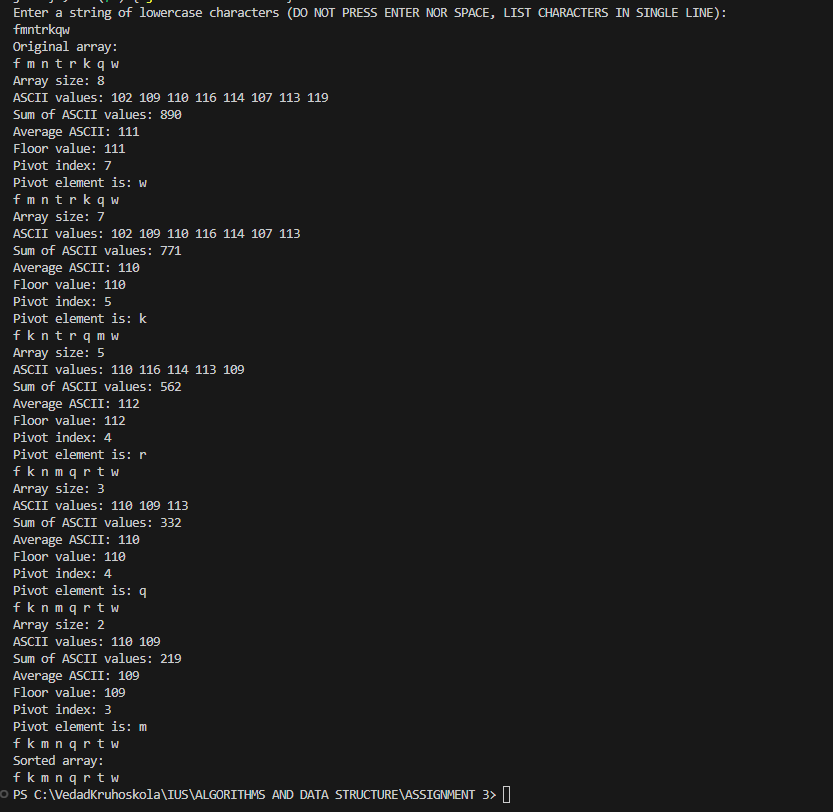 Enter a string of lowercase characters (DO NOT PRESS ENTER NOR SPACE, LIST CHARACTERS IN SINGLE LINE):
fmntrkqw
Original array:
f m n t r k q w
Array size: 8
ASCII values: 102 109 110 116 114 107 113 119
Sum of ASCII values: 890
Average ASCII: 111
Floor value: 111
Pivot index: 7
Pivot element is: w
f m n t r k q w
Array size: 7
ASCII values: 102 109 110 116 114 107 113
Sum of ASCII values: 771
Average ASCII: 110
Floor value: 110
Pivot index: 5
Pivot element is: k
f k n t r q m w
Array size: 5
ASCII values: 110 116 114 113 109
Sum of ASCII values: 562
Average ASCII: 112
Floor value: 112
Pivot index: 4
Pivot element is: r
f k n m q r t w
Array size: 3
ASCII values: 110 109 113
Sum of ASCII values: 332
Average ASCII: 110
Floor value: 110
Pivot index: 4
Pivot element is: q
f k n m q r t w
Array size: 2
ASCII values: 110 109
Sum of ASCII values: 219
Average ASCII: 109
Floor value: 109
Pivot index: 3
Pivot element is: m
f k m n q r t w
Sorted array:
f k m n q r t w
PS C:\VedadKruhoskola\IUS\ALGORITHMS AND DATA STRUCTURE\ASSIGNMENT 3>